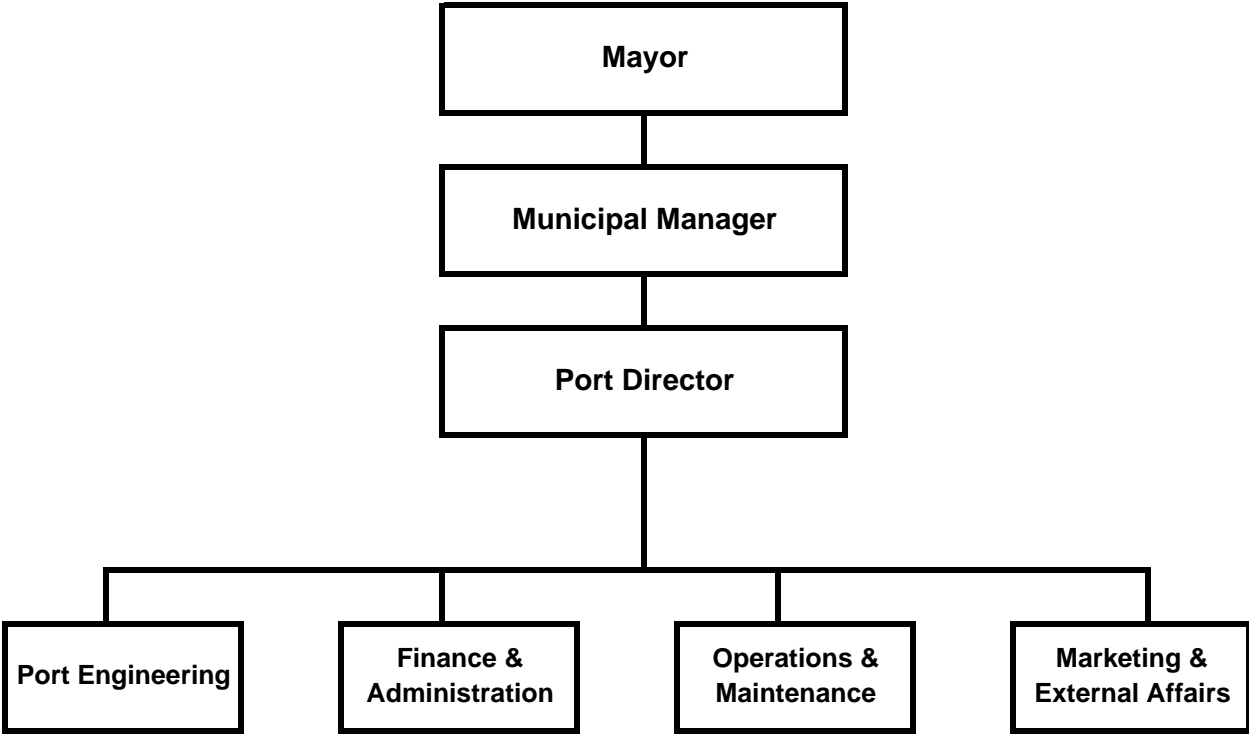 Mayor
Municipal Manager
Port Director
Port Engineering
Finance &
Administration
Operations &
Maintenance
Marketing &
External Affairs